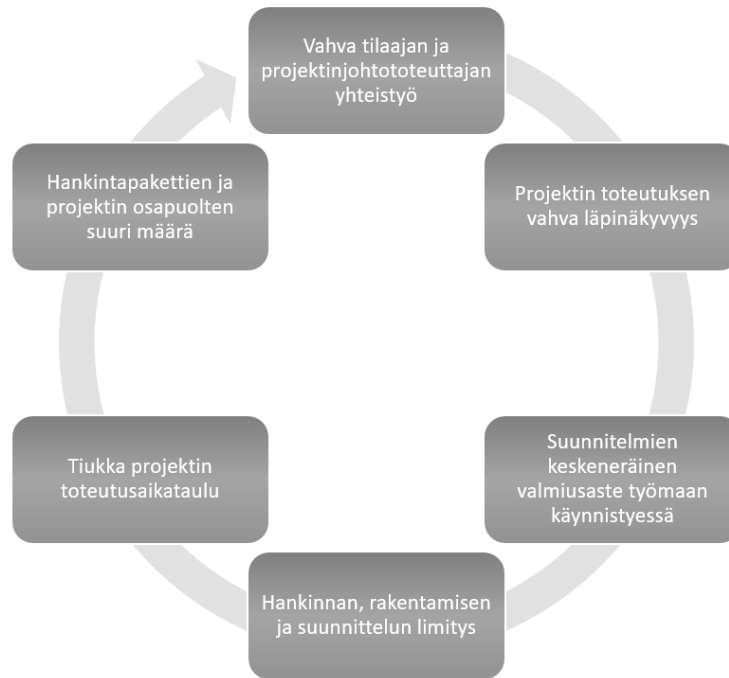 Vahva tilaajan ja
projektinjohtototeuttajan
yhteistyö
Projektin toteutuksen
vahva läpinäkyvyys
Suunnitelmien
keskeneräinen
valmiusaste työmaan
käynnistyessä
Hankinnan, rakentamisen
ja suunnittelun limitys
Tiukka projektin
toteutusaikataulu
Hankintapakettien ja
projektin osapuolten
suuri määrä